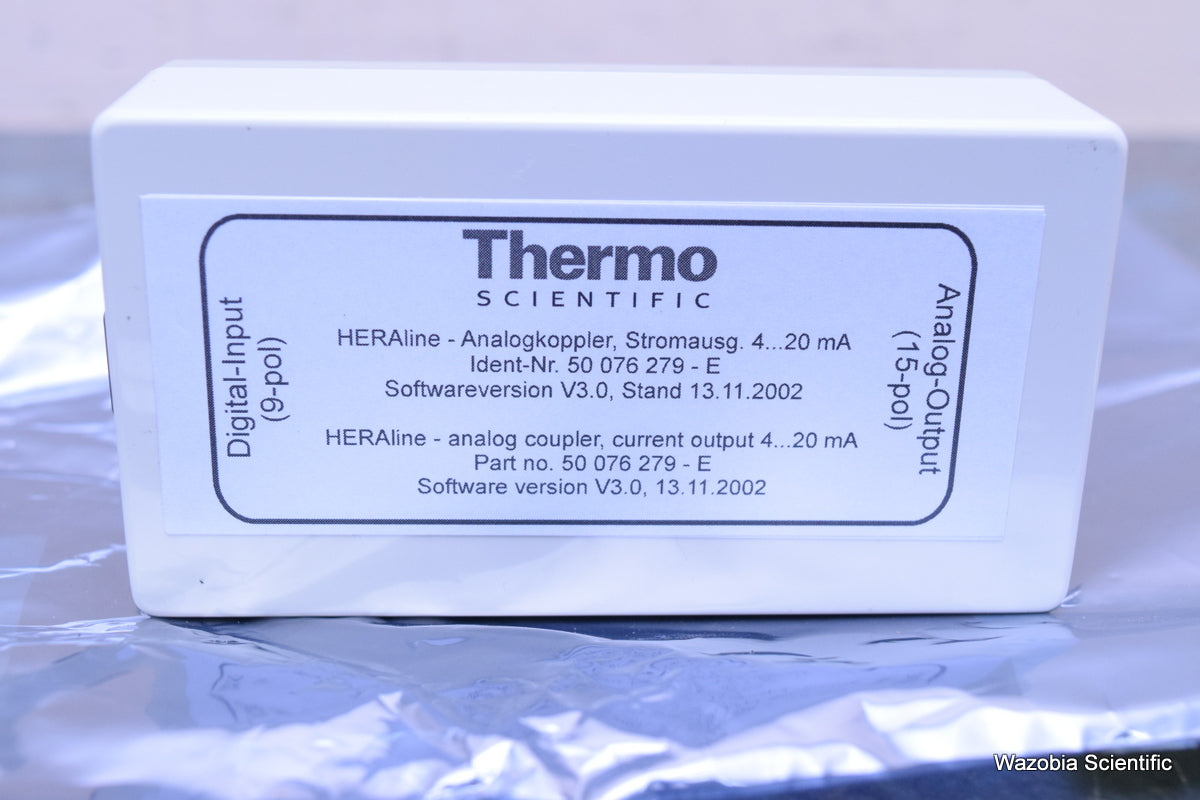 Thermo
SCIENTIFIC
HERAline - Analogkoppler, Stromausg. 4...20 mA
Ident-Nr. 50 076 279 - E
Softwareversion V3.0, Stand 13.11.2002
HERAline - analog coupler, current output 4...20 mA
Part no. 50 076 279 - E
Software version V3.0, 13.11.2002
Digital-Input
(9-pol)
Analog-Output
(15-pol)
Wazobia Scientific